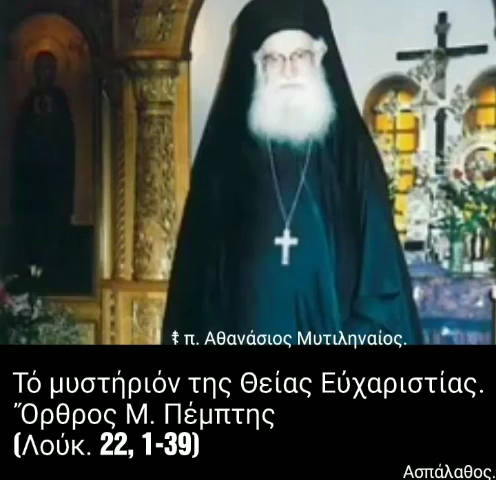 ☦ π. Αθανάσιος Μυτιληναίος.
Τό μυστήριόν της Θείας Εὐχαριστίας.
Ὄρθρος Μ. Πέμπτης
(Λούκ. 22, 1-39)
Ασπάλαθος.